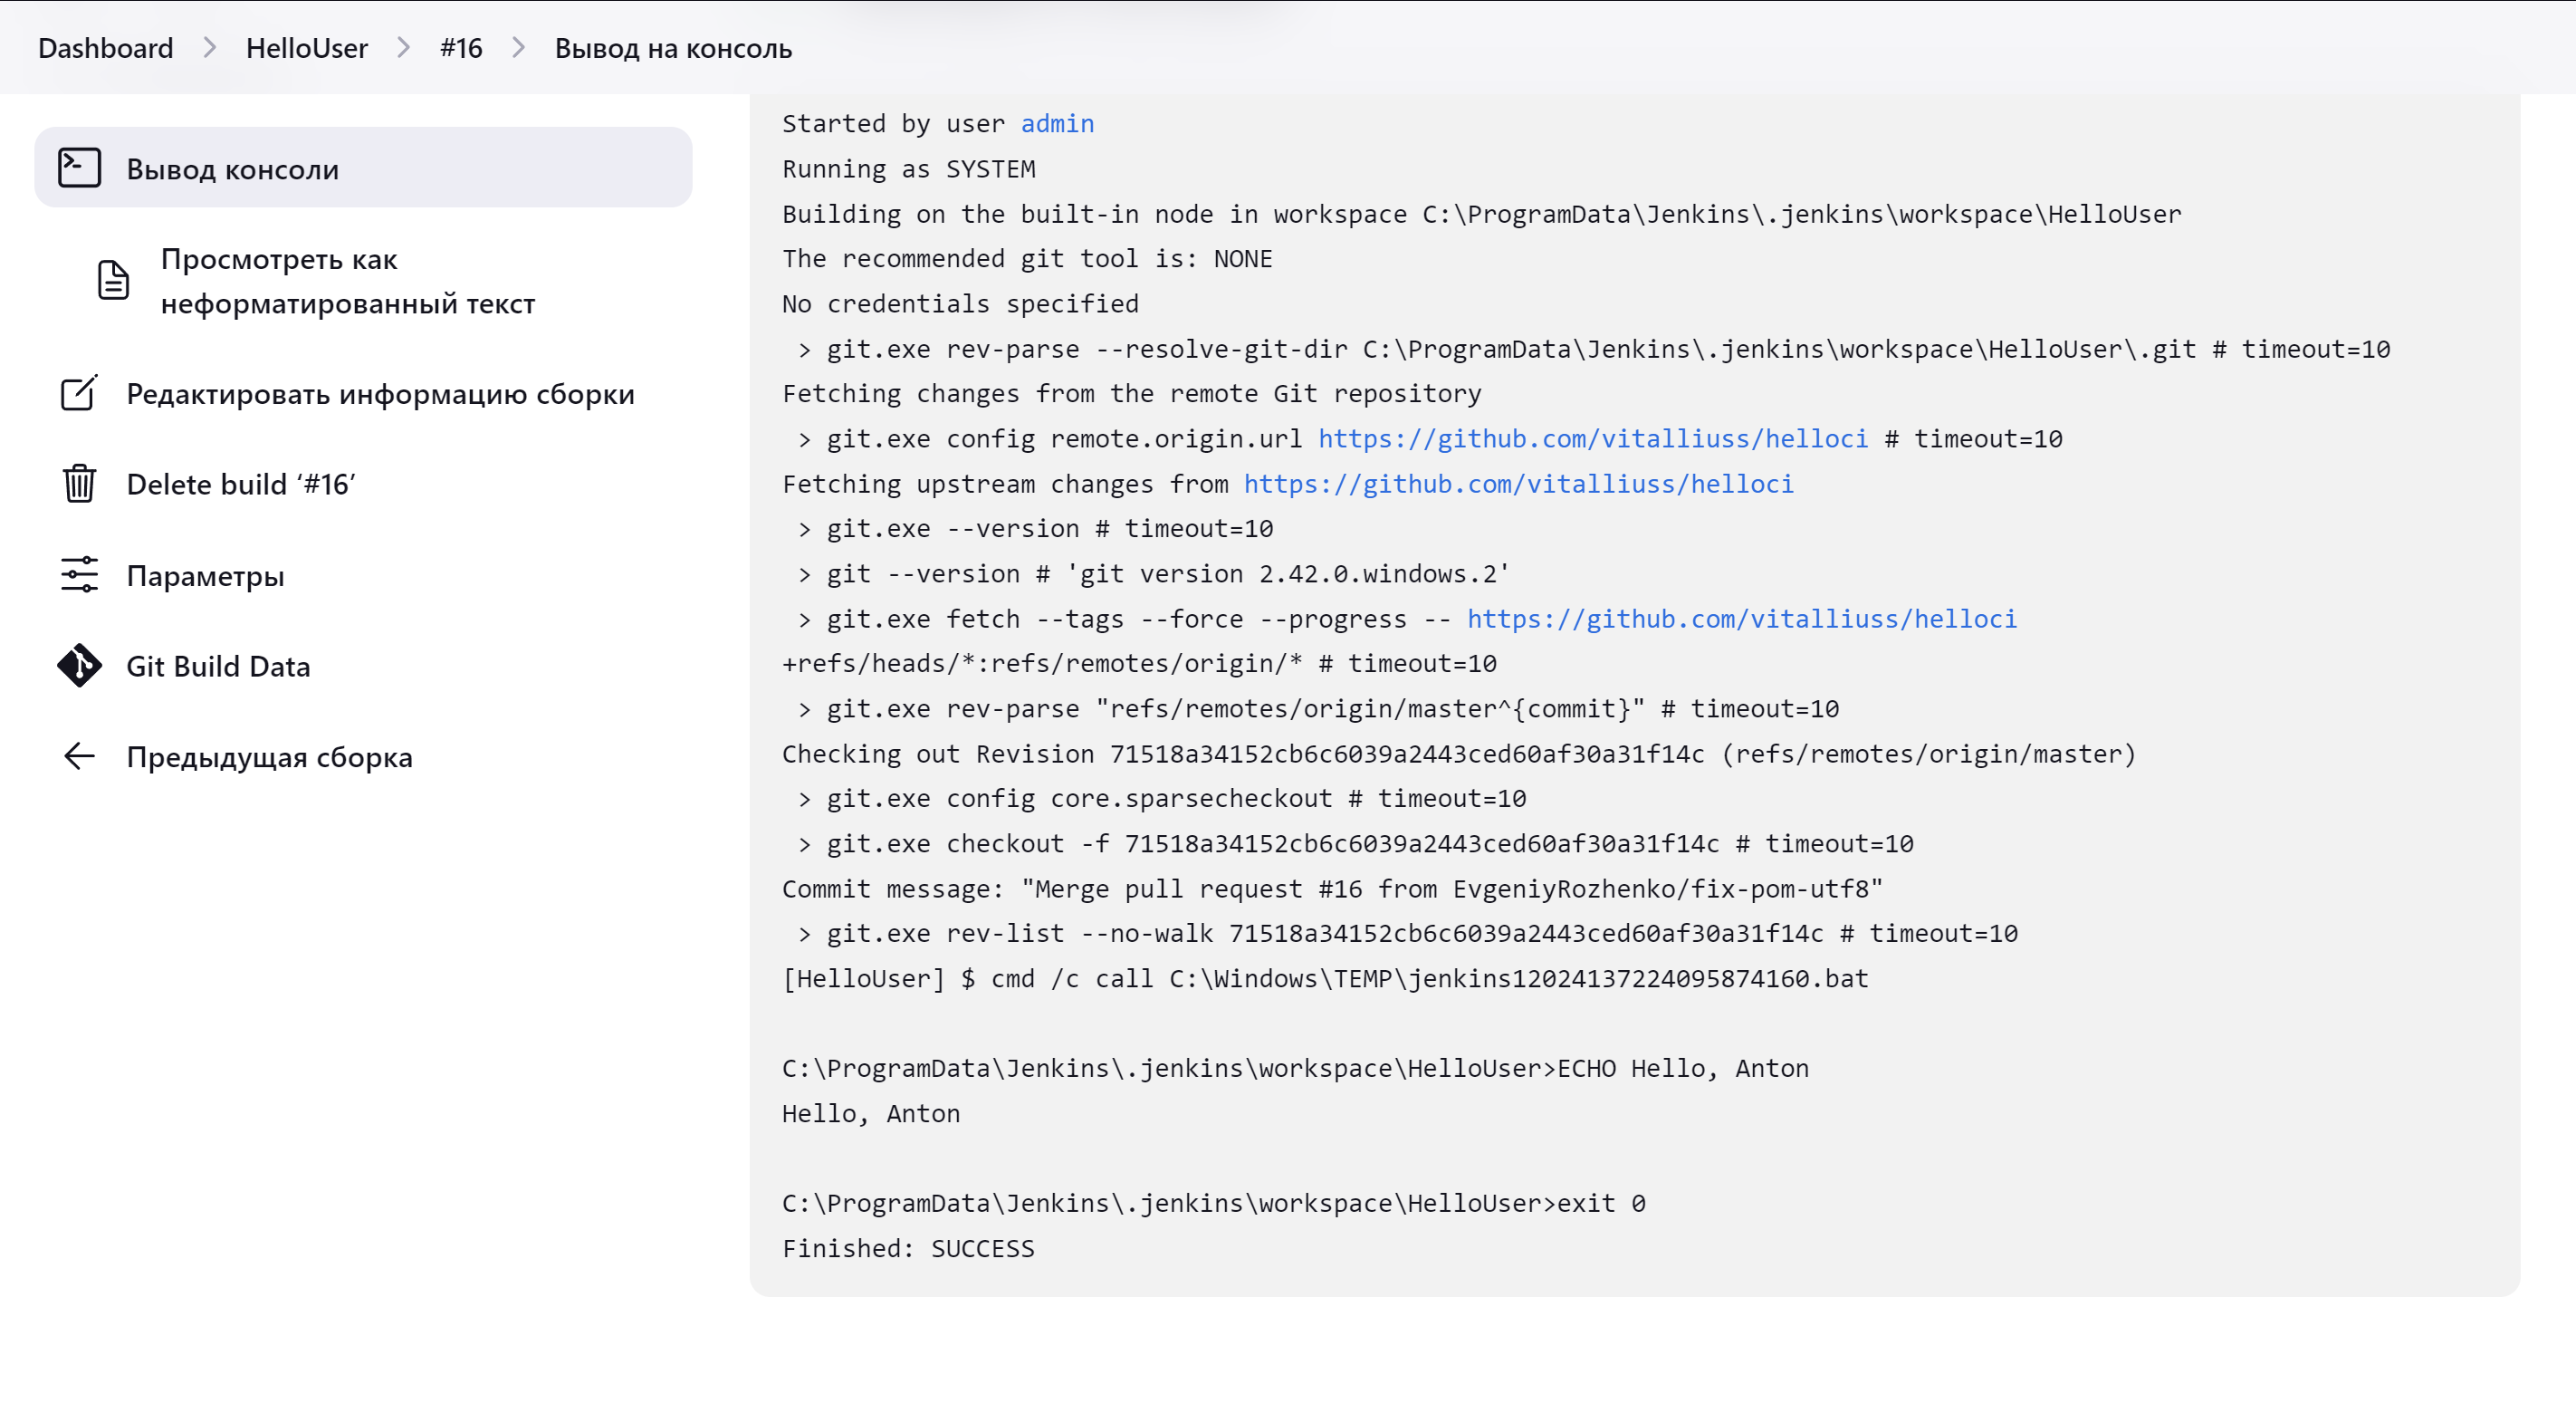 Dashboard > HelloUser > #16 > Вывод на консоль
Вывод консоли
Просмотреть как
неформатированный текст
Редактировать информацию сборки
Delete build ‘#16’
Параметры
Git Build Data
Предыдущая сборка
Started by user admin
Running as SYSTEM
Building on the built-in node in workspace C:\ProgramData\Jenkins\.jenkins\workspace\HelloUser
The recommended git tool is: NONE
No credentials specified
 > git.exe rev-parse --resolve-git-dir C:\ProgramData\Jenkins\.jenkins\workspace\HelloUser\.git # timeout=10
Fetching changes from the remote Git repository
 > git.exe config remote.origin.url https://github.com/vitalliuss/helloci # timeout=10
Fetching upstream changes from https://github.com/vitalliuss/helloci
 > git.exe --version # timeout=10
 > git --version # 'git version 2.42.0.windows.2'
 > git.exe fetch --tags --force --progress -- https://github.com/vitalliuss/helloci
+refs/heads/*:refs/remotes/origin/* # timeout=10
 > git.exe rev-parse "refs/remotes/origin/master^{commit}" # timeout=10
Checking out Revision 71518a34152cb6c6039a2443ced60af30a31f14c (refs/remotes/origin/master)
 > git.exe config core.sparsecheckout # timeout=10
 > git.exe checkout -f 71518a34152cb6c6039a2443ced60af30a31f14c # timeout=10
Commit message: "Merge pull request #16 from EvgeniyRozhenko/fix-pom-utf8"
 > git.exe rev-list --no-walk 71518a34152cb6c6039a2443ced60af30a31f14c # timeout=10
[HelloUser] $ cmd /c call C:\Windows\TEMP\jenkins12024137224095874160.bat
C:\ProgramData\Jenkins\.jenkins\workspace\HelloUser>ECHO Hello, Anton
Hello, Anton
C:\ProgramData\Jenkins\.jenkins\workspace\HelloUser>exit 0
Finished: SUCCESS